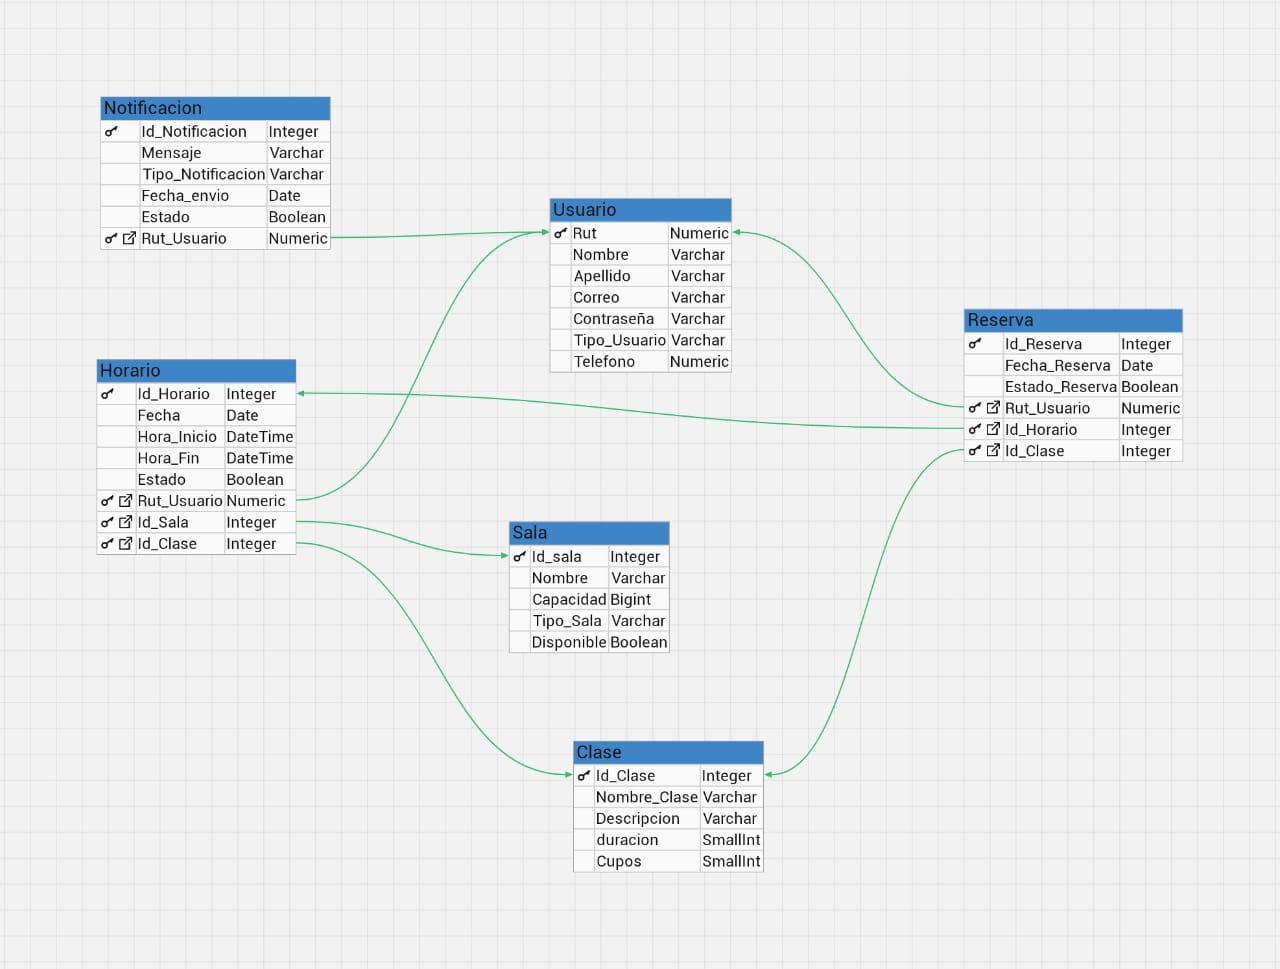 Notificacion
Id_Notificacion Integer
Mensaje Varchar
Tipo_Notificacion Varchar
Fecha_envio Date
Estado Boolean
Rut_Usuario Numeric
Usuario
Rut Numeric
Nombre Varchar
Apellido Varchar
Correo Varchar
Contraseña Varchar
Tipo_Usuario Varchar
Telefono Numeric
Reserva
Id_Reserva Integer
Fecha_Reserva Date
Estado_Reserva Boolean
Rut_Usuario Numeric
Id_Horario Integer
Id_Clase Integer
Horario
Id_Horario Integer
Fecha Date
Hora_Inicio DateTime
Hora_Fin DateTime
Estado Boolean
Rut_Usuario Numeric
Id_Sala Integer
Id_Clase Integer
Sala
Id_sala Integer
Nombre Varchar
Capacidad Bigint
Tipo_Sala Varchar
Disponible Boolean
Clase
Id_Clase Integer
Nombre_Clase Varchar
Descripcion Varchar
duracion SmallInt
Cupos SmallInt